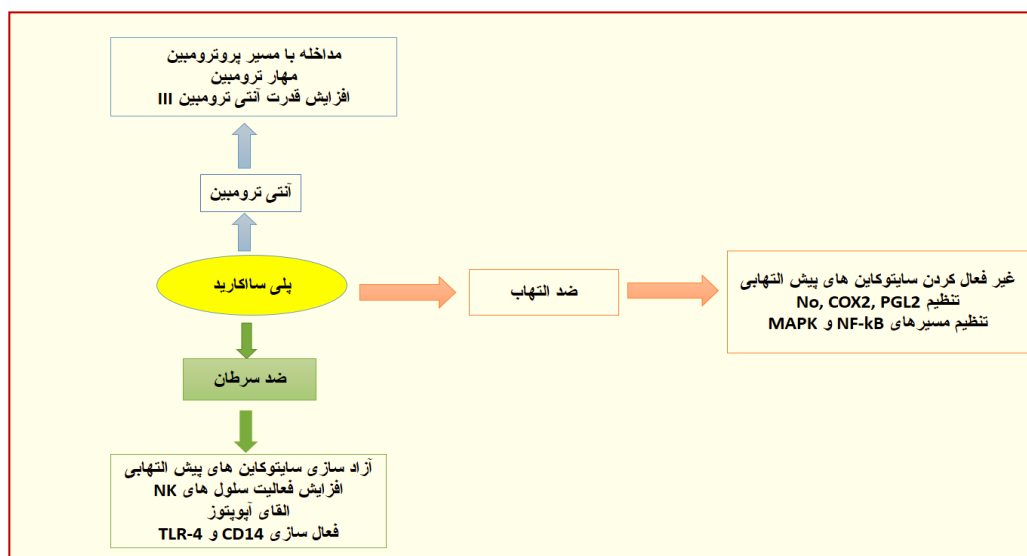 مداخله با مسیر پروترومبین
مهار ترومبین
افزایش قدرت آنتی ترومبین III
آنتی ترومبین
پلی سااکارید
ضد التهاب
غیر فعال کردن سایتوکاین های پیش التهابی
تنظیم No, COX2, PGL2
تنظیم مسیرهای NF-kB و MAPK
ضد سرطان
آزاد سازی سایتوکاین های پیش التهابی
افزایش فعالیت سلول های NK
القای آپوپتوز
فعال سازی CD14 و TLR-4